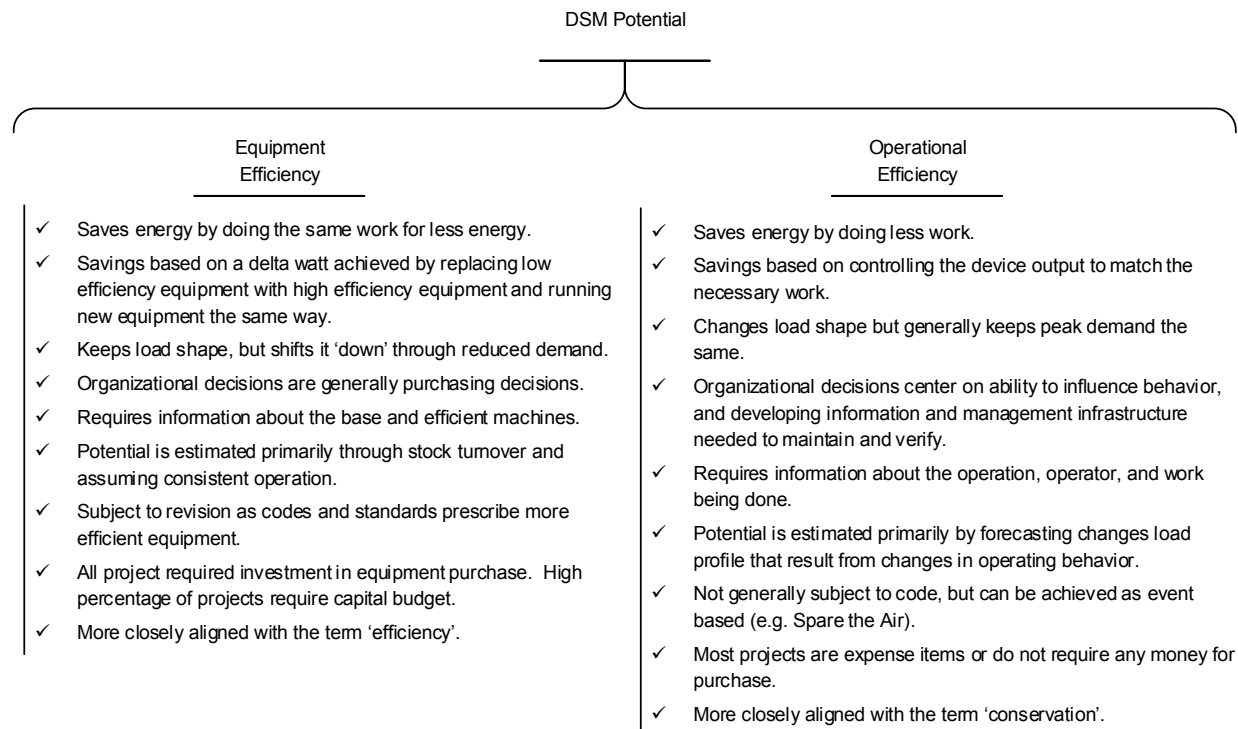 DSM Potential
Equipment
Efficiency
✓ Saves energy by doing the same work for less energy.
✓ Savings based on a delta watt achieved by replacing low
efficiency equipment with high efficiency equipment and running
new equipment the same way.
✓ Keeps load shape, but shifts it ‘down’ through reduced demand.
✓ Organizational decisions are generally purchasing decisions.
✓ Requires information about the base and efficient machines.
✓ Potential is estimated primarily through stock turnover and
assuming consistent operation.
✓ Subject to revision as codes and standards prescribe more
efficient equipment.
✓ All project required investment in equipment purchase. High
percentage of projects require capital budget.
✓ More closely aligned with the term ‘efficiency’.
Operational
Efficiency
✓ Saves energy by doing less work.
✓ Savings based on controlling the device output to match the
necessary work.
✓ Changes load shape but generally keeps peak demand the
same.
✓ Organizational decisions center on ability to influence behavior,
and developing information and management infrastructure
needed to maintain and verify.
✓ Requires information about the operation, operator, and work
being done.
✓ Potential is estimated primarily by forecasting changes load
profile that result from changes in operating behavior.
✓ Not generally subject to code, but can be achieved as event
based (e.g. Spare the Air).
✓ Most projects are expense items or do not require any money for
purchase.
✓ More closely aligned with the term ‘conservation’.